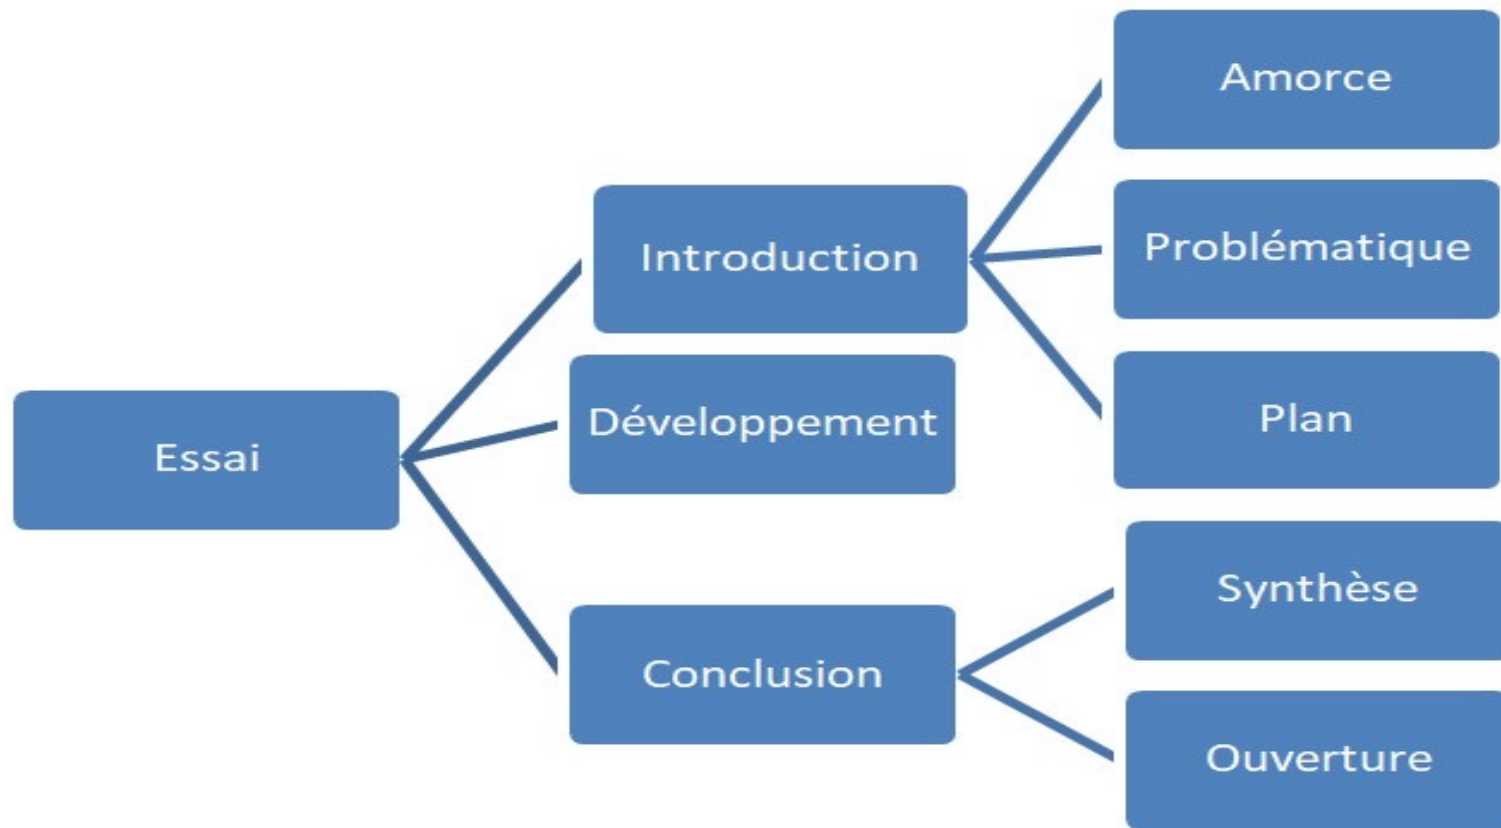 Essai
Introduction
Amorce
Problématique
Plan
Développement
Conclusion
Synthèse
Ouverture